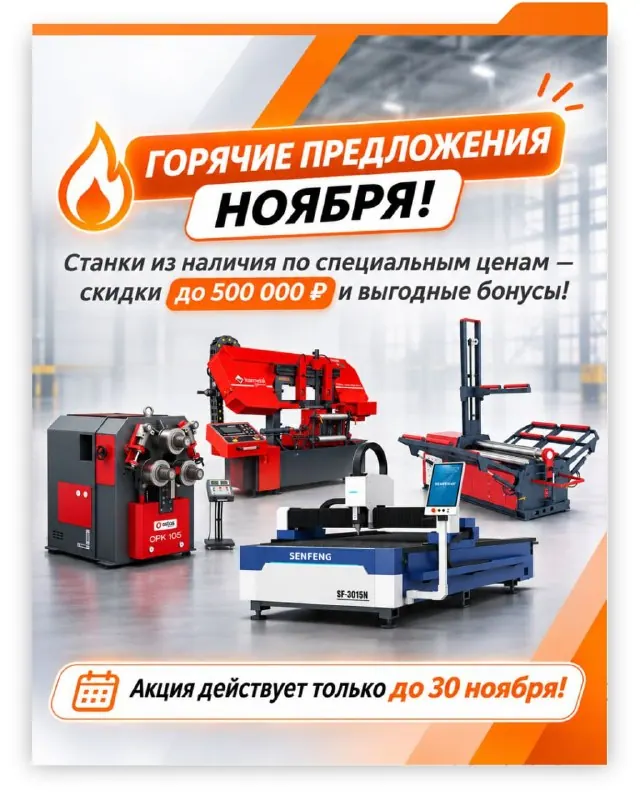 ГОРЯЧИЕ ПРЕДЛОЖЕНИЯ
НОЯБРЯ!
Станки из наличия по специальным ценам –
скидки до 500 000 ₽ и выгодные бонусы!
OPK 105
SENFENG
SF-3015N
Акция действует только до 30 ноября!